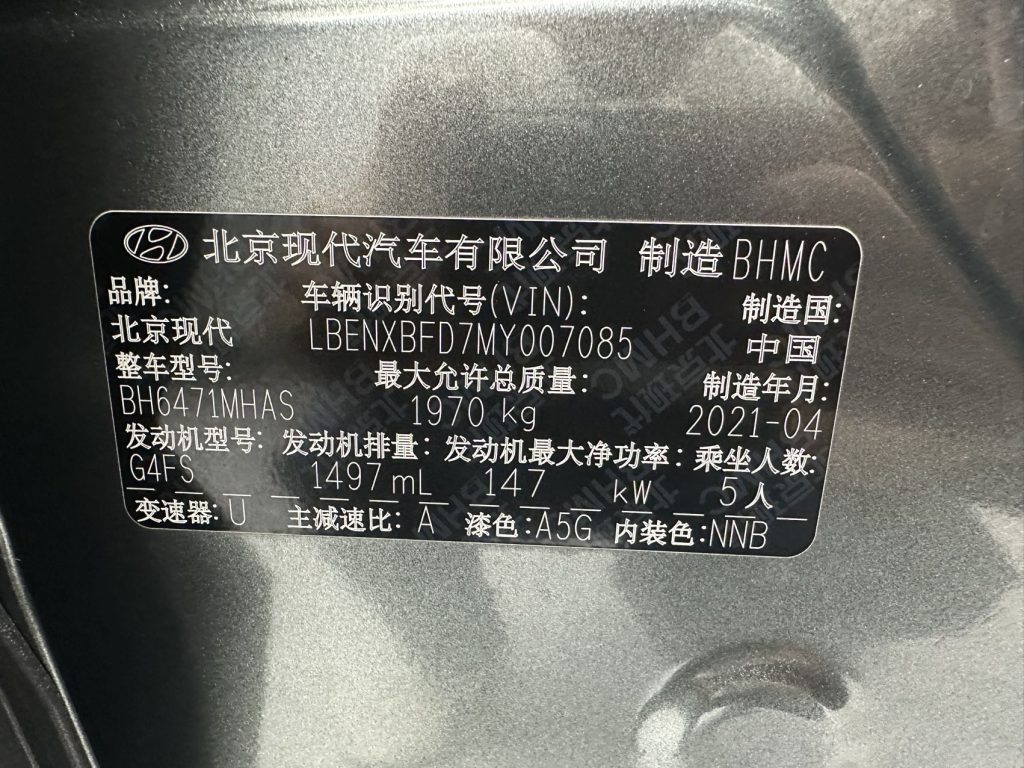 北京现代汽车有限公司 制造 BHMC
品牌: 车辆识别代号(VIN): 制造国:
北京现代 LBENXBFD7MY007085 中国
整车型号: 最大允许总质量: 制造年月:
BH6471MHAS 1970 kg 2021-04
发动机型号: 发动机排量: 发动机最大净功率: 乘坐人数:
G4FS 1497 mL 147 kW 5人
变速器: U 主减速比: A 漆色:A5G 内装色:NNB